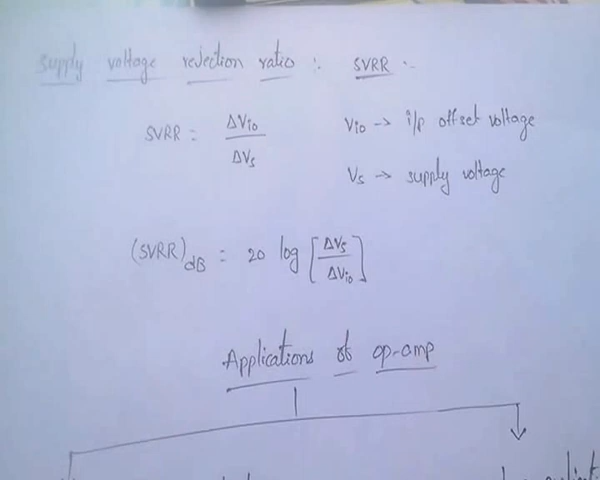 supply voltage rejection ratio : SVRR :-
SVRR = ΔVio / ΔVs Vio → i/p offset voltage
Vs → supply voltage
(SVRR)dB = 20 log [ΔVs / ΔVio]
Applications of op-amp